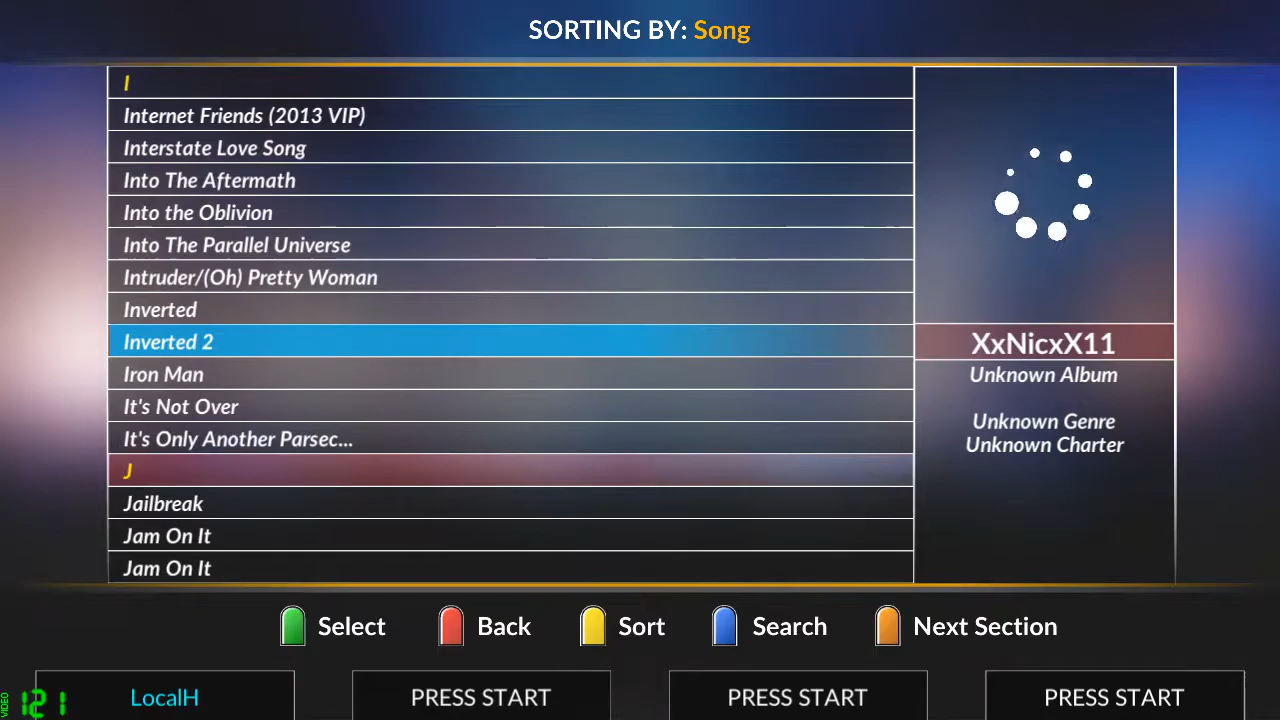 SORTING BY: Song
I
Internet Friends (2013 VIP)
Interstate Love Song
Into The Aftermath
Into the Oblivion
Into The Parallel Universe
Intruder/(Oh) Pretty Woman
Inverted
Inverted 2
Iron Man
It's Not Over
It's Only Another Parsec...
J
Jailbreak
Jam On It
Jam On It
XxNicxX11
Unknown Album
Unknown Genre
Unknown Charter
Select
Back
Sort
Search
Next Section
VIDEO
121
LocalH
PRESS START
PRESS START
PRESS START